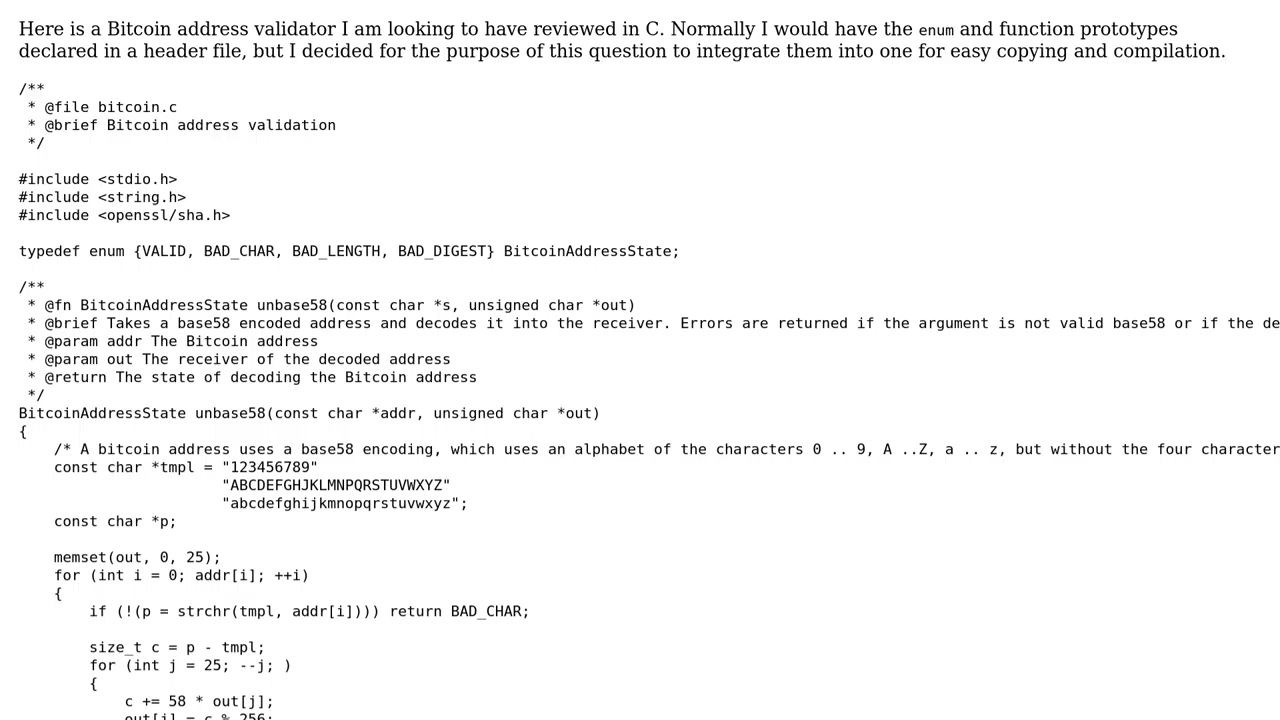 Here is a Bitcoin address validator I am looking to have reviewed in C. Normally I would have the enum and function prototypes
declared in a header file, but I decided for the purpose of this question to integrate them into one for easy copying and compilation.
/**
 * @file bitcoin.c
 * @brief Bitcoin address validation
 */
#include <stdio.h>
#include <string.h>
#include <openssl/sha.h>
typedef enum {VALID, BAD_CHAR, BAD_LENGTH, BAD_DIGEST} BitcoinAddressState;
/**
 * @fn BitcoinAddressState unbase58(const char *s, unsigned char *out)
 * @brief Takes a base58 encoded address and decodes it into the receiver. Errors are returned if the argument is not valid base58 or if the de
 * @param addr The Bitcoin address
 * @param out The receiver of the decoded address
 * @return The state of decoding the Bitcoin address
 */
BitcoinAddressState unbase58(const char *addr, unsigned char *out)
{
    /* A bitcoin address uses a base58 encoding, which uses an alphabet of the characters 0 .. 9, A ..Z, a .. z, but without the four character
    const char *tmpl = "123456789"
                       "ABCDEFGHJKLMNPQRSTUVWXYZ"
                       "abcdefghijkmnopqrstuvwxyz";
    const char *p;
    memset(out, 0, 25);
    for (int i = 0; addr[i]; ++i)
    {
        if (!(p = strchr(tmpl, addr[i]))) return BAD_CHAR;
        size_t c = p - tmpl;
        for (int j = 25; --j; )
        {
            c += 58 * out[j];
            out[j] = c % 256;